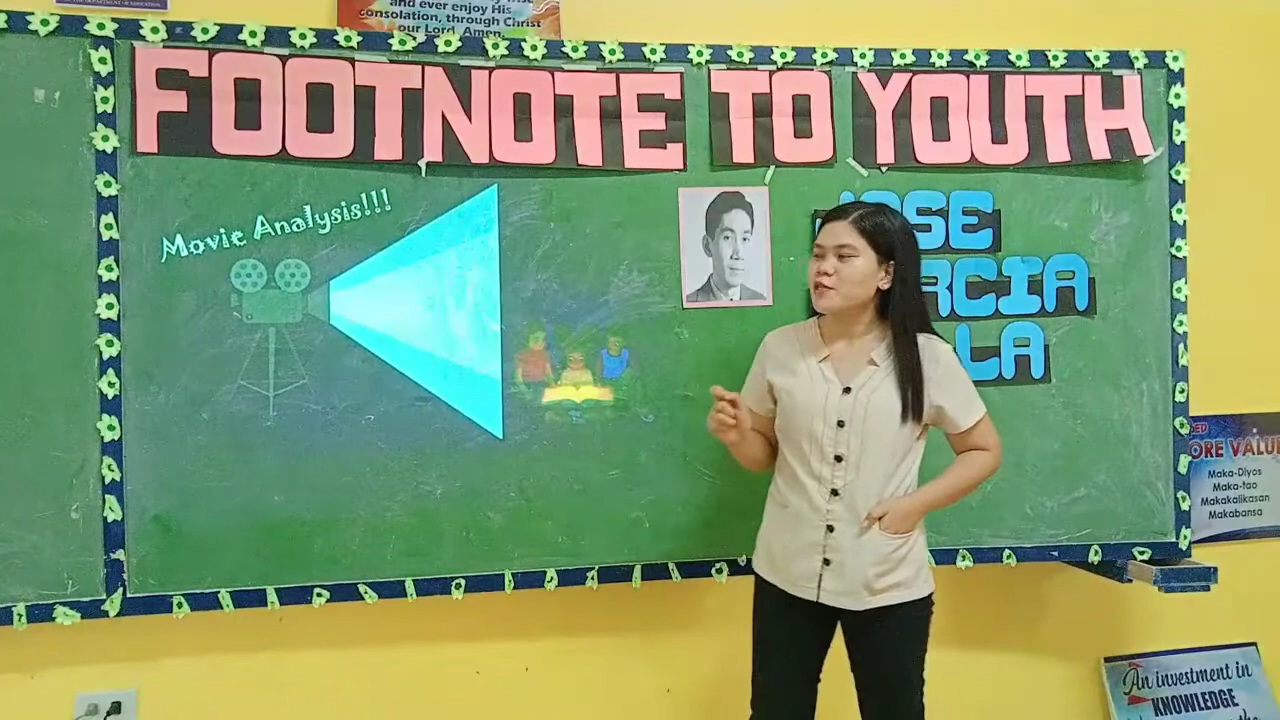 and ever enjoy His
consolation, through Christ
our Lord. Amen.
FOOTNOTE TO YOUTH
Movie Analysis!!!
JOSE
RCIA
LA
ORE VALU
Maka-Diyos
Maka-tao
Makakalikasan
Makabansa
An investment in
KNOWLEDGE